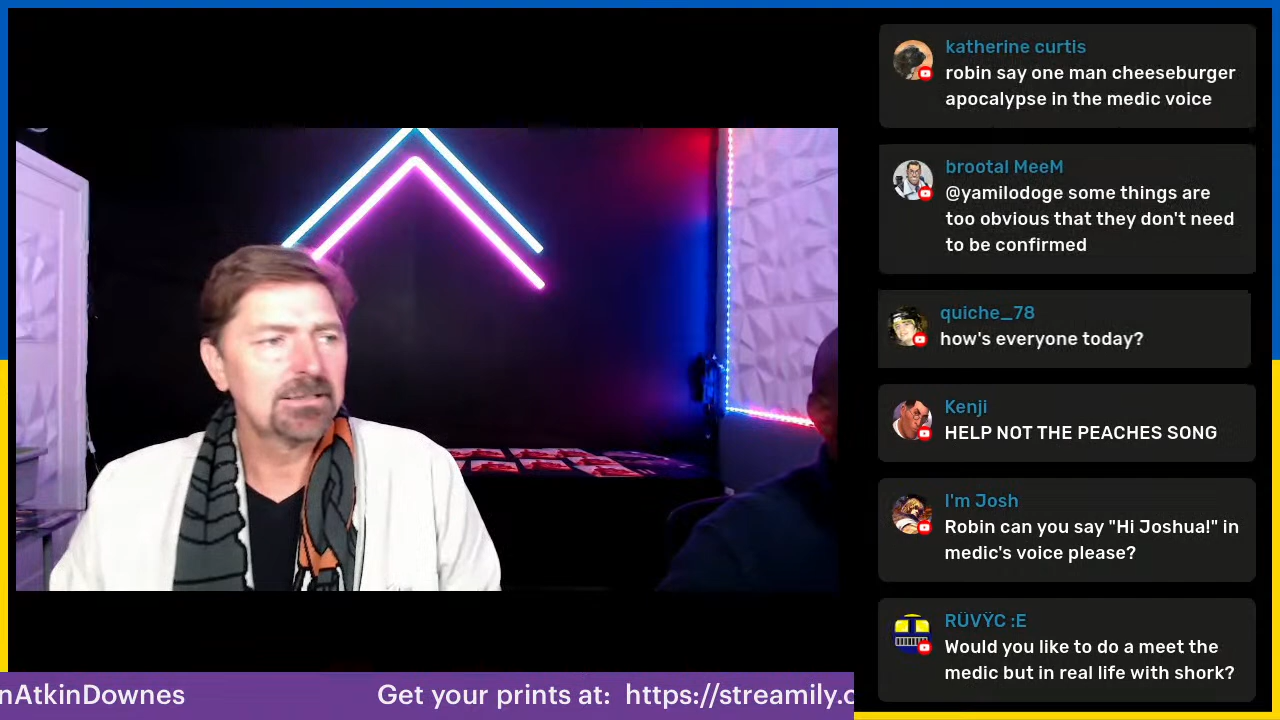 katherine curtis
robin say one man cheeseburger
apocalypse in the medic voice
brootal MeeM
@yamilodoge some things are
too obvious that they don't need
to be confirmed
quiche_78
how's everyone today?
Kenji
HELP NOT THE PEACHES SONG
I'm Josh
Robin can you say "Hi Joshua!" in
medic's voice please?
RÜVŸC :E
Would you like to do a meet the
medic but in real life with shork?
nAtkinDownes Get your prints at: https://streamily.c